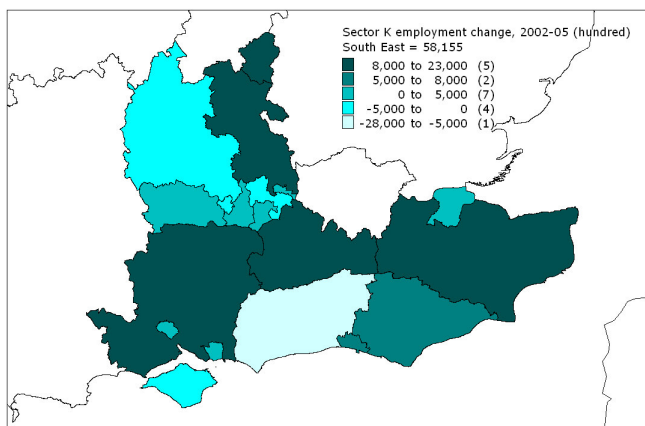 Sector K employment change, 2002-05 (hundred)
South East = 58,155
8,000 to 23,000 (5)
5,000 to 8,000 (2)
0 to 5,000 (7)
-5,000 to 0 (4)
-28,000 to -5,000 (1)